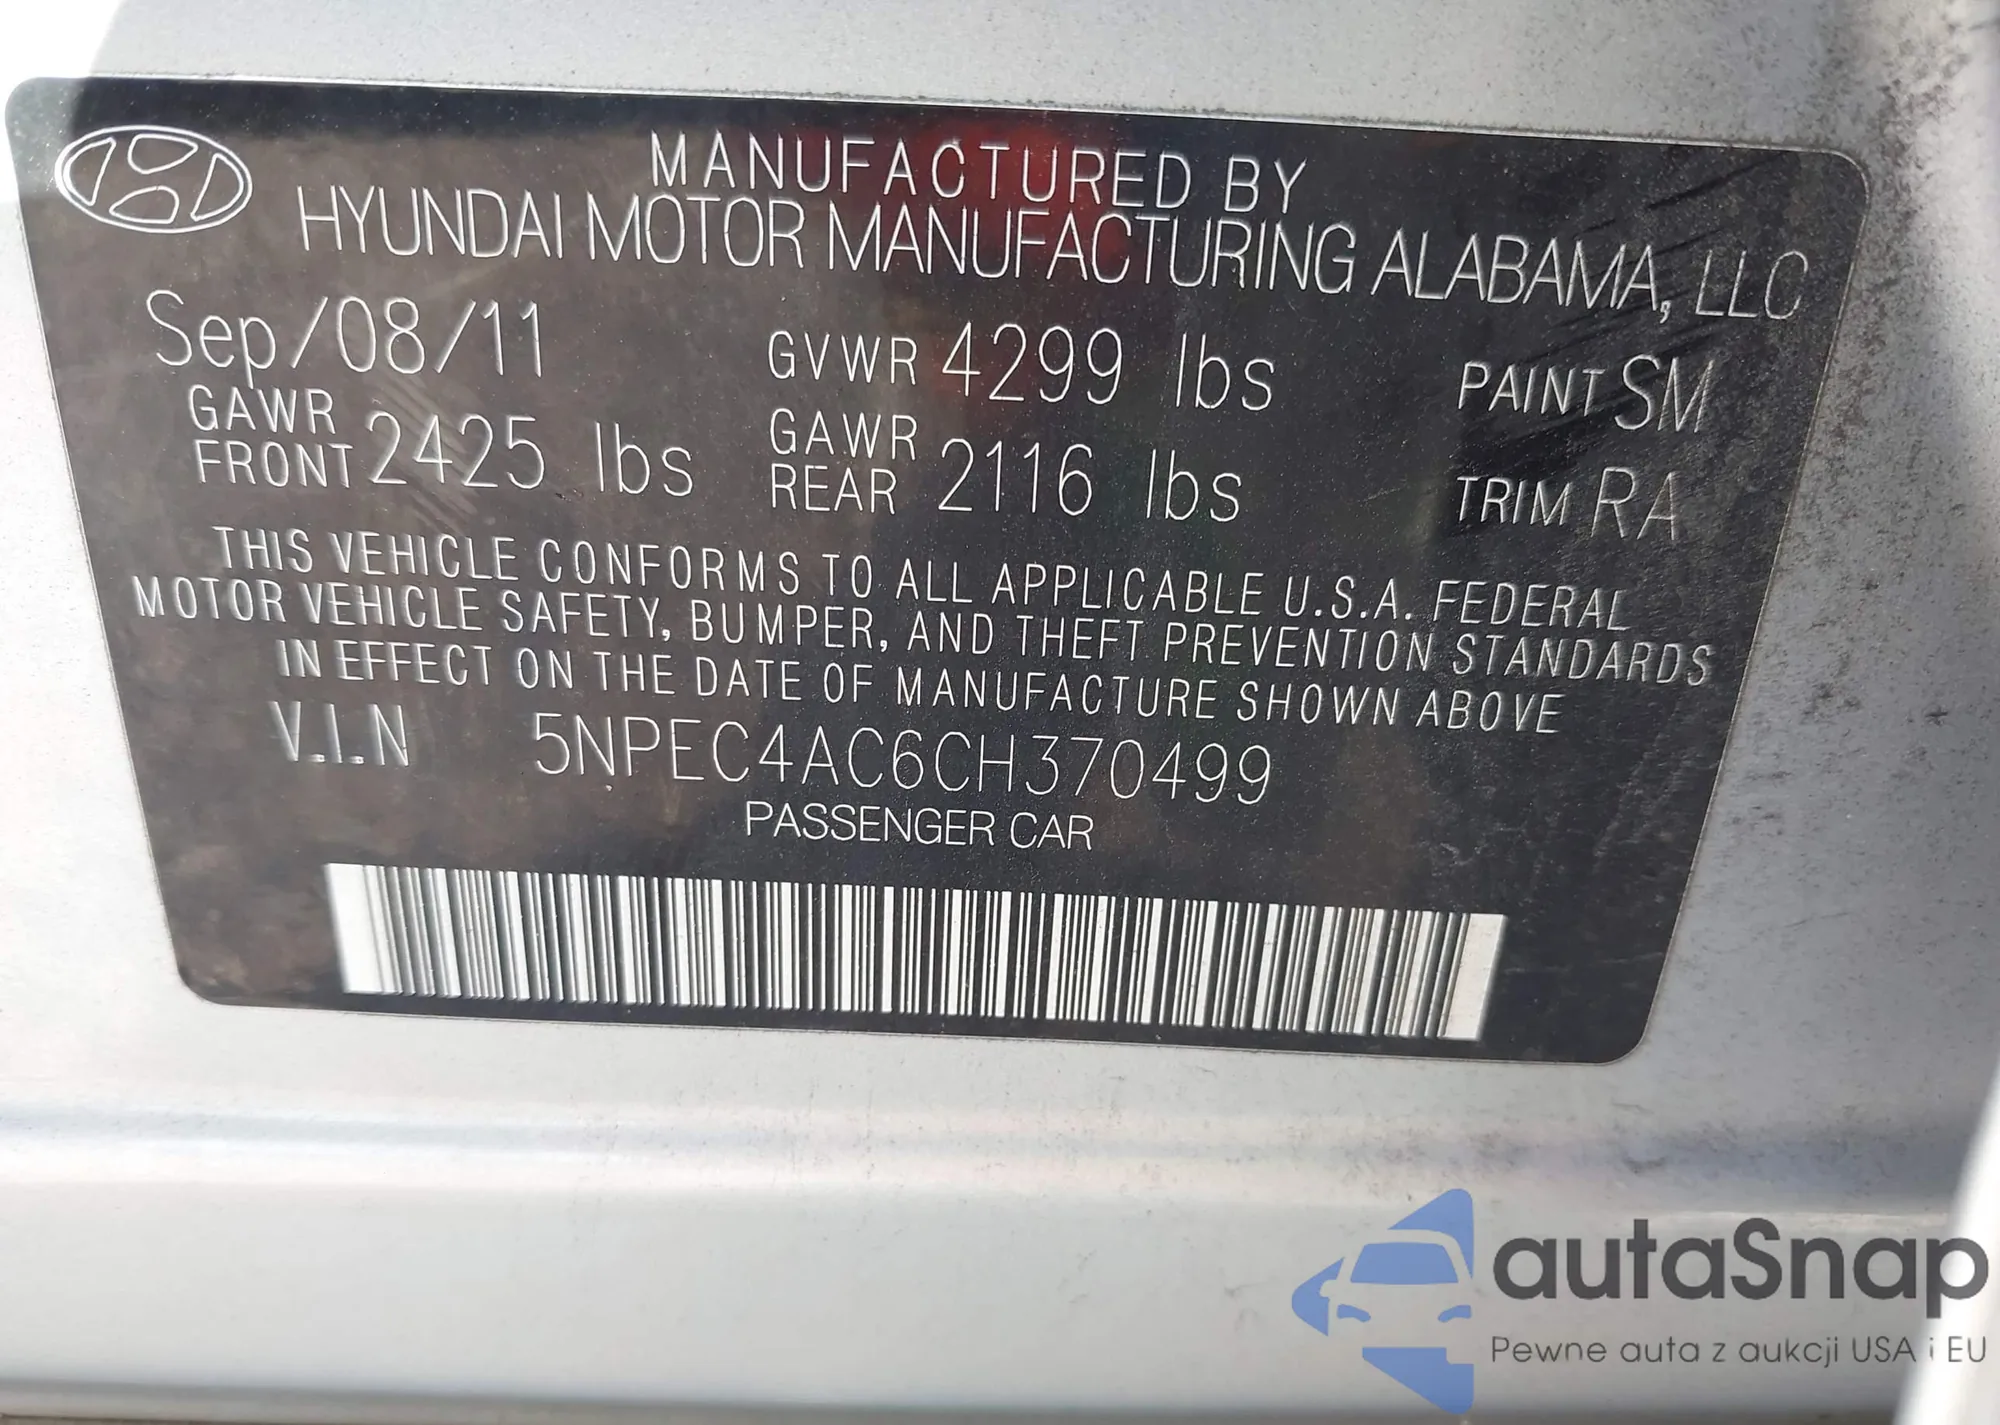 MANUFACTURED BY
HYUNDAI MOTOR MANUFACTURING ALABAMA, LLC
Sep/08/11 GVWR 4299 lbs PAINT SM
GAWR FRONT 2425 lbs GAWR REAR 2116 lbs TRIM RA
THIS VEHICLE CONFORMS TO ALL APPLICABLE U.S.A. FEDERAL
MOTOR VEHICLE SAFETY, BUMPER, AND THEFT PREVENTION STANDARDS
IN EFFECT ON THE DATE OF MANUFACTURE SHOWN ABOVE
V.I.N 5NPEC4AC6CH370499
PASSENGER CAR
autaSnap
Pewne auta z aukcji USA i EU